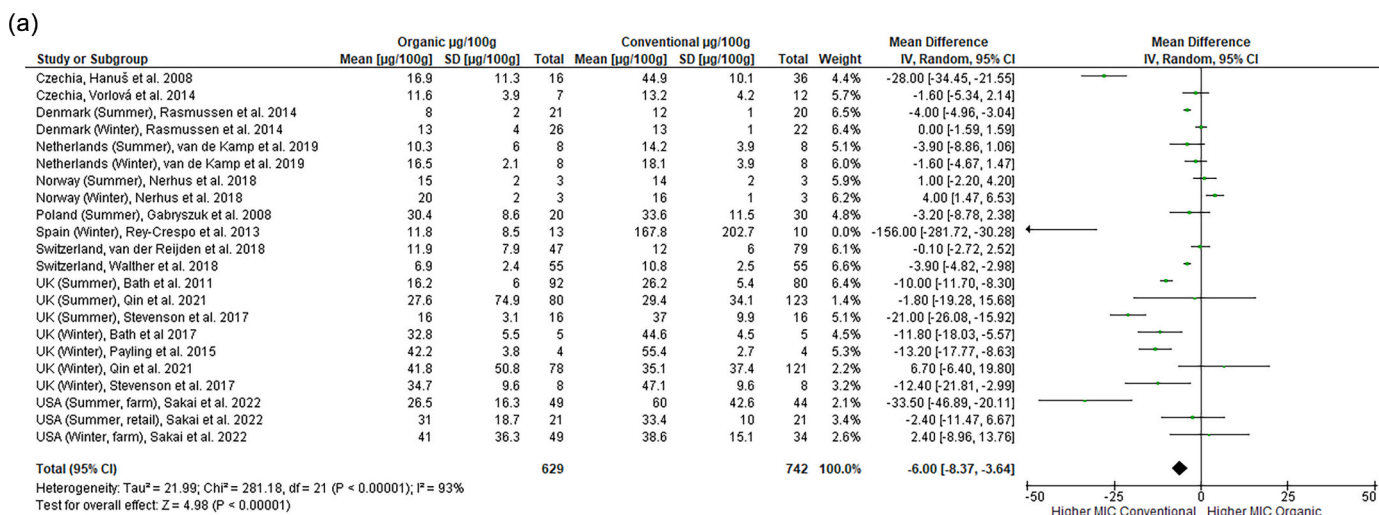 (a)
Organic µg/100g Conventional µg/100g Mean Difference Mean Difference
Study or Subgroup Mean [µg/100g] SD [µg/100g] Total Mean [µg/100g] SD [µg/100g] Total Weight IV, Random, 95% CI IV, Random, 95% CI
Czechia, Hanuš et al. 2008 16.9 11.3 16 44.9 10.1 36 4.4% -28.00 [-34.45, -21.55]
Czechia, Vorlová et al. 2014 11.6 3.9 7 13.2 4.2 12 5.7% -1.60 [-5.34, 2.14]
Denmark (Summer), Rasmussen et al. 2014 8 2 21 12 1 20 6.5% -4.00 [-4.96, -3.04]
Denmark (Winter), Rasmussen et al. 2014 13 4 26 13 1 22 6.4% 0.00 [-1.59, 1.59]
Netherlands (Summer), van de Kamp et al. 2019 10.3 6 8 14.2 3.9 8 5.1% -3.90 [-8.86, 1.06]
Netherlands (Winter), van de Kamp et al. 2019 16.5 2.1 8 18.1 3.9 8 6.0% -1.60 [-4.67, 1.47]
Norway (Summer), Nerhus et al. 2018 15 2 3 14 2 3 5.9% 1.00 [-2.20, 4.20]
Norway (Winter), Nerhus et al. 2018 20 2 3 16 1 3 6.2% 4.00 [1.47, 6.53]
Poland (Summer), Gabryszuk et al. 2008 30.4 8.6 20 33.6 11.5 30 4.8% -3.20 [-8.78, 2.38]
Spain (Winter), Rey-Crespo et al. 2013 11.8 8.5 13 167.8 202.7 10 0.0% -156.00 [-281.72, -30.28]
Switzerland, van der Reijden et al. 2018 11.9 7.9 47 12 6 79 6.1% -0.10 [-2.72, 2.52]
Switzerland, Walther et al. 2018 6.9 2.4 55 10.8 2.5 55 6.6% -3.90 [-4.82, -2.98]
UK (Summer), Bath et al. 2011 16.2 6 92 26.2 5.4 80 6.4% -10.00 [-11.70, -8.30]
UK (Summer), Qin et al. 2021 27.6 74.9 80 29.4 34.1 123 1.4% -1.80 [-19.28, 15.68]
UK (Summer), Stevenson et al. 2017 16 3.1 16 37 9.9 16 5.1% -21.00 [-26.08, -15.92]
UK (Winter), Bath et al 2017 32.8 5.5 5 44.6 4.5 5 4.5% -11.80 [-18.03, -5.57]
UK (Winter), Payling et al. 2015 42.2 3.8 4 55.4 2.7 4 5.3% -13.20 [-17.77, -8.63]
UK (Winter), Qin et al. 2021 41.8 50.8 78 35.1 37.4 121 2.2% 6.70 [-6.40, 19.80]
UK (Winter), Stevenson et al. 2017 34.7 9.6 8 47.1 9.6 8 3.2% -12.40 [-21.81, -2.99]
USA (Summer, farm), Sakai et al. 2022 26.5 16.3 49 60 42.6 44 2.1% -33.50 [-46.89, -20.11]
USA (Summer, retail), Sakai et al. 2022 31 18.7 21 33.4 10 21 3.3% -2.40 [-11.47, 6.67]
USA (Winter, farm), Sakai et al. 2022 41 36.3 49 38.6 15.1 34 2.6% 2.40 [-8.96, 13.76]
Total (95% CI) 629 742 100.0% -6.00 [-8.37, -3.64]
Heterogeneity: Tau² = 21.99; Chi² = 281.18, df = 21 (P < 0.00001); I² = 93%
Test for overall effect: Z = 4.98 (P < 0.00001)
-50 -25 0 25 50
Higher MIC Conventional Higher MIC Organic